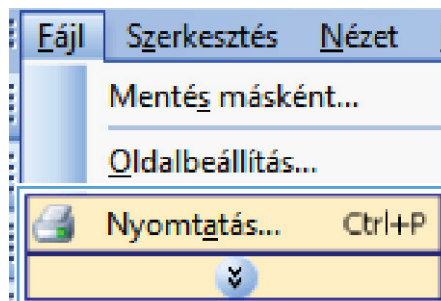 Fájl Szerkesztés Nézet
Mentés másként...
Oldalbeállítás...
Nyomtatás... Ctrl+P